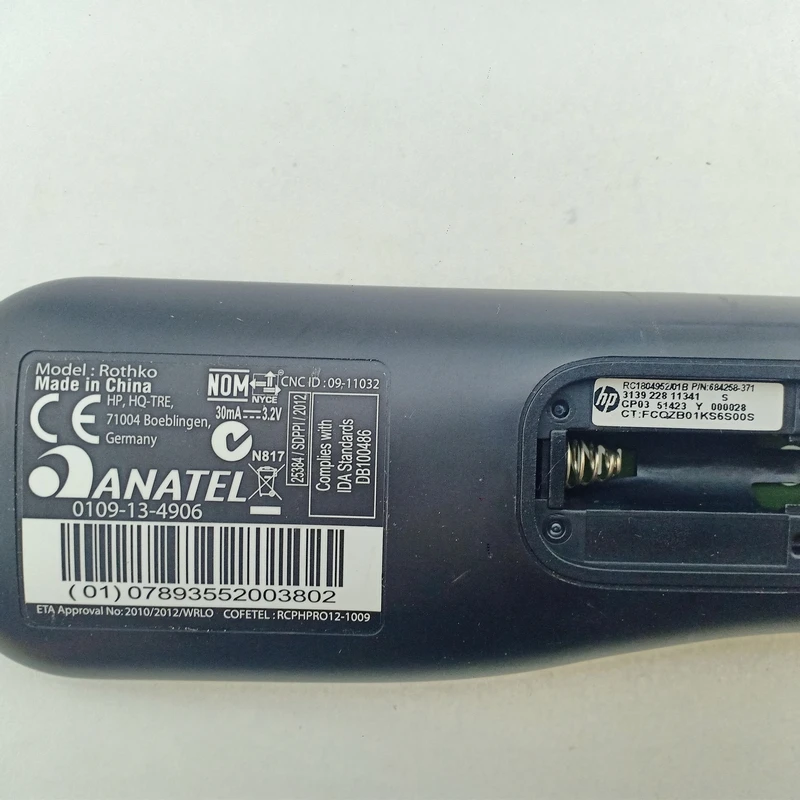 Model : Rothko
Made in China
CE
HP, HQ-TRE,
71004 Boeblingen,
Germany
NOM
NYCE
CNC ID : 09-11032
30mA 3.2V
N817
25384 / SDPPI / 2012
Complies with
IDA Standards
DB100486
ANATEL
0109-13-4906
(01) 07893552003802
ETA Approval No: 2010/2012/WRLO COFETEL : RCPHPRO12-1009
hp
RC1804952/01B P/N:684258-371
3139 228 11341 S
CP03 51423 Y 000028
CT:FCQZB01KS6S00S